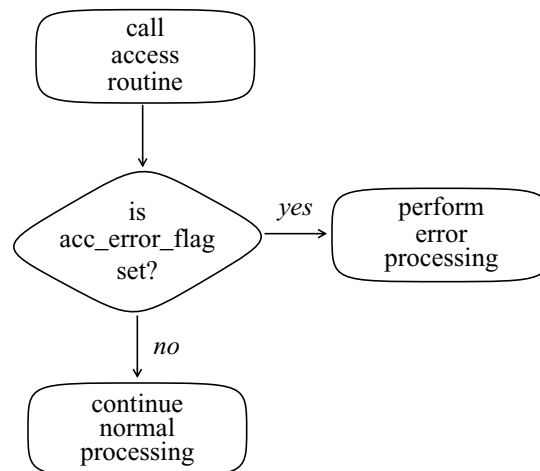 call
access
routine
is
acc_error_flag
set?
yes
perform
error
processing
no
continue
normal
processing